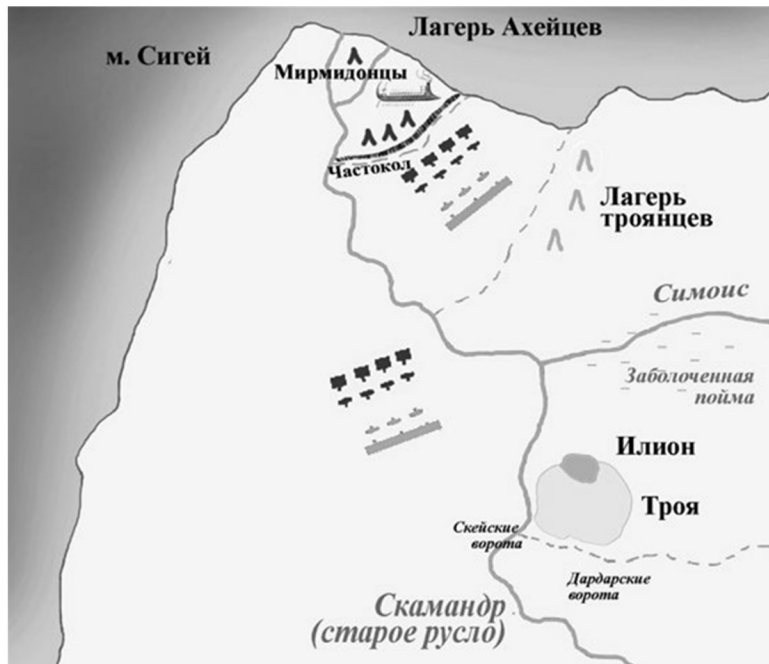 Лагерь Ахейцев
м. Сигей
Мирмидонцы
Частокол
Лагерь
троянцев
Симоис
Заболоченная
пойма
Илион
Троя
Скейские
ворота
Дардарские
ворота
Скамандр
(старое русло)